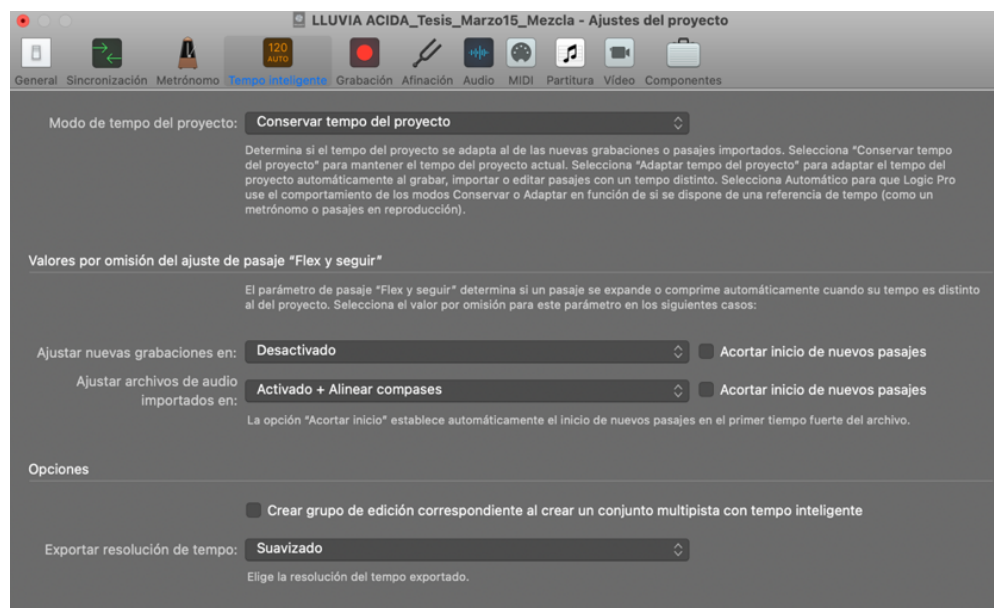 LLUVIA ACIDA_Tesis_Marzo15_Mezcla - Ajustes del proyecto
120
AUTO
General Sincronización Metrónomo Tempo inteligente Grabación Afinación Audio MIDI Partitura Vídeo Componentes
Modo de tempo del proyecto: Conservar tempo del proyecto
Determina si el tempo del proyecto se adapta al de las nuevas grabaciones o pasajes importados. Selecciona "Conservar tempo
del proyecto" para mantener el tempo del proyecto actual. Selecciona "Adaptar tempo del proyecto" para adaptar el tempo del
proyecto automáticamente al grabar, importar o editar pasajes con un tempo distinto. Selecciona Automático para que Logic Pro
use el comportamiento de los modos Conservar o Adaptar en función de si se dispone de una referencia de tempo (como un
metrónomo o pasajes en reproducción).
Valores por omisión del ajuste de pasaje "Flex y seguir"
El parámetro de pasaje "Flex y seguir" determina si un pasaje se expande o comprime automáticamente cuando su tempo es distinto
al del proyecto. Selecciona el valor por omisión para este parámetro en los siguientes casos:
Ajustar nuevas grabaciones en: Desactivado Acortar inicio de nuevos pasajes
Ajustar archivos de audio
importados en: Activado + Alinear compases Acortar inicio de nuevos pasajes
La opción "Acortar inicio" establece automáticamente el inicio de nuevos pasajes en el primer tiempo fuerte del archivo.
Opciones
Crear grupo de edición correspondiente al crear un conjunto multipista con tempo inteligente
Exportar resolución de tempo: Suavizado
Elige la resolución del tempo exportado.